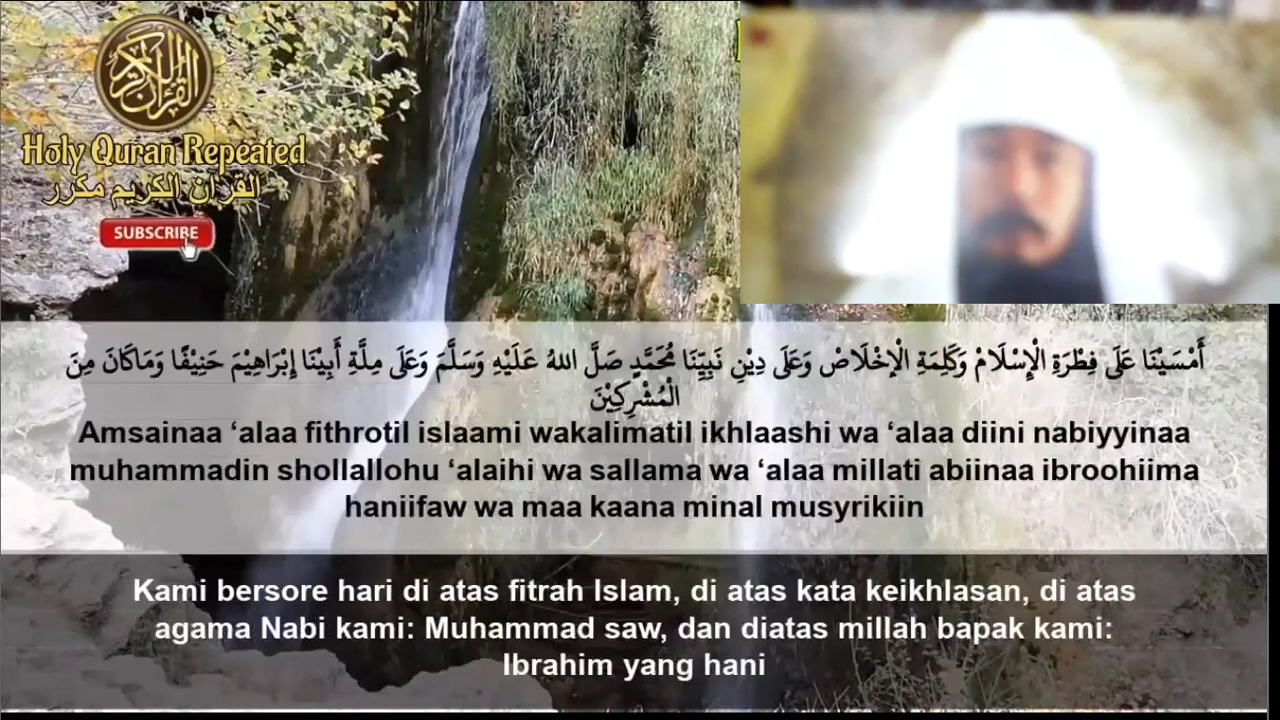 Holy Quran Repeated
القرآن الكريم مكرر
SUBSCRIBE
أَمْسَيْنَا عَلَى فِطْرَةِ الْإِسْلَامْ وَكَلِمَةِ الْإِخْلَاصْ وَعَلَى دِيْنِ نَبِيِّنَا مُحَمَّدٍ صَلَّ اللهُ عَلَيْهِ وَسَلَّمَ وَعَلَى مِلَّةِ أَبِيْنَا إِبْرَاهِيْمَ حَنِيْفًا وَمَاكَانَ مِنَ
الْمُشْرِكِيْنَ
Amsainaa ‘alaa fithrotil islaami wakalimatil ikhlaashi wa ‘alaa diini nabiyyinaa
muhammadin shollallohu ‘alaihi wa sallama wa ‘alaa millati abiinaa ibroohiima
haniifaw wa maa kaana minal musyrikiin
Kami bersore hari di atas fitrah Islam, di atas kata keikhlasan, di atas
agama Nabi kami: Muhammad saw, dan diatas millah bapak kami:
Ibrahim yang hani